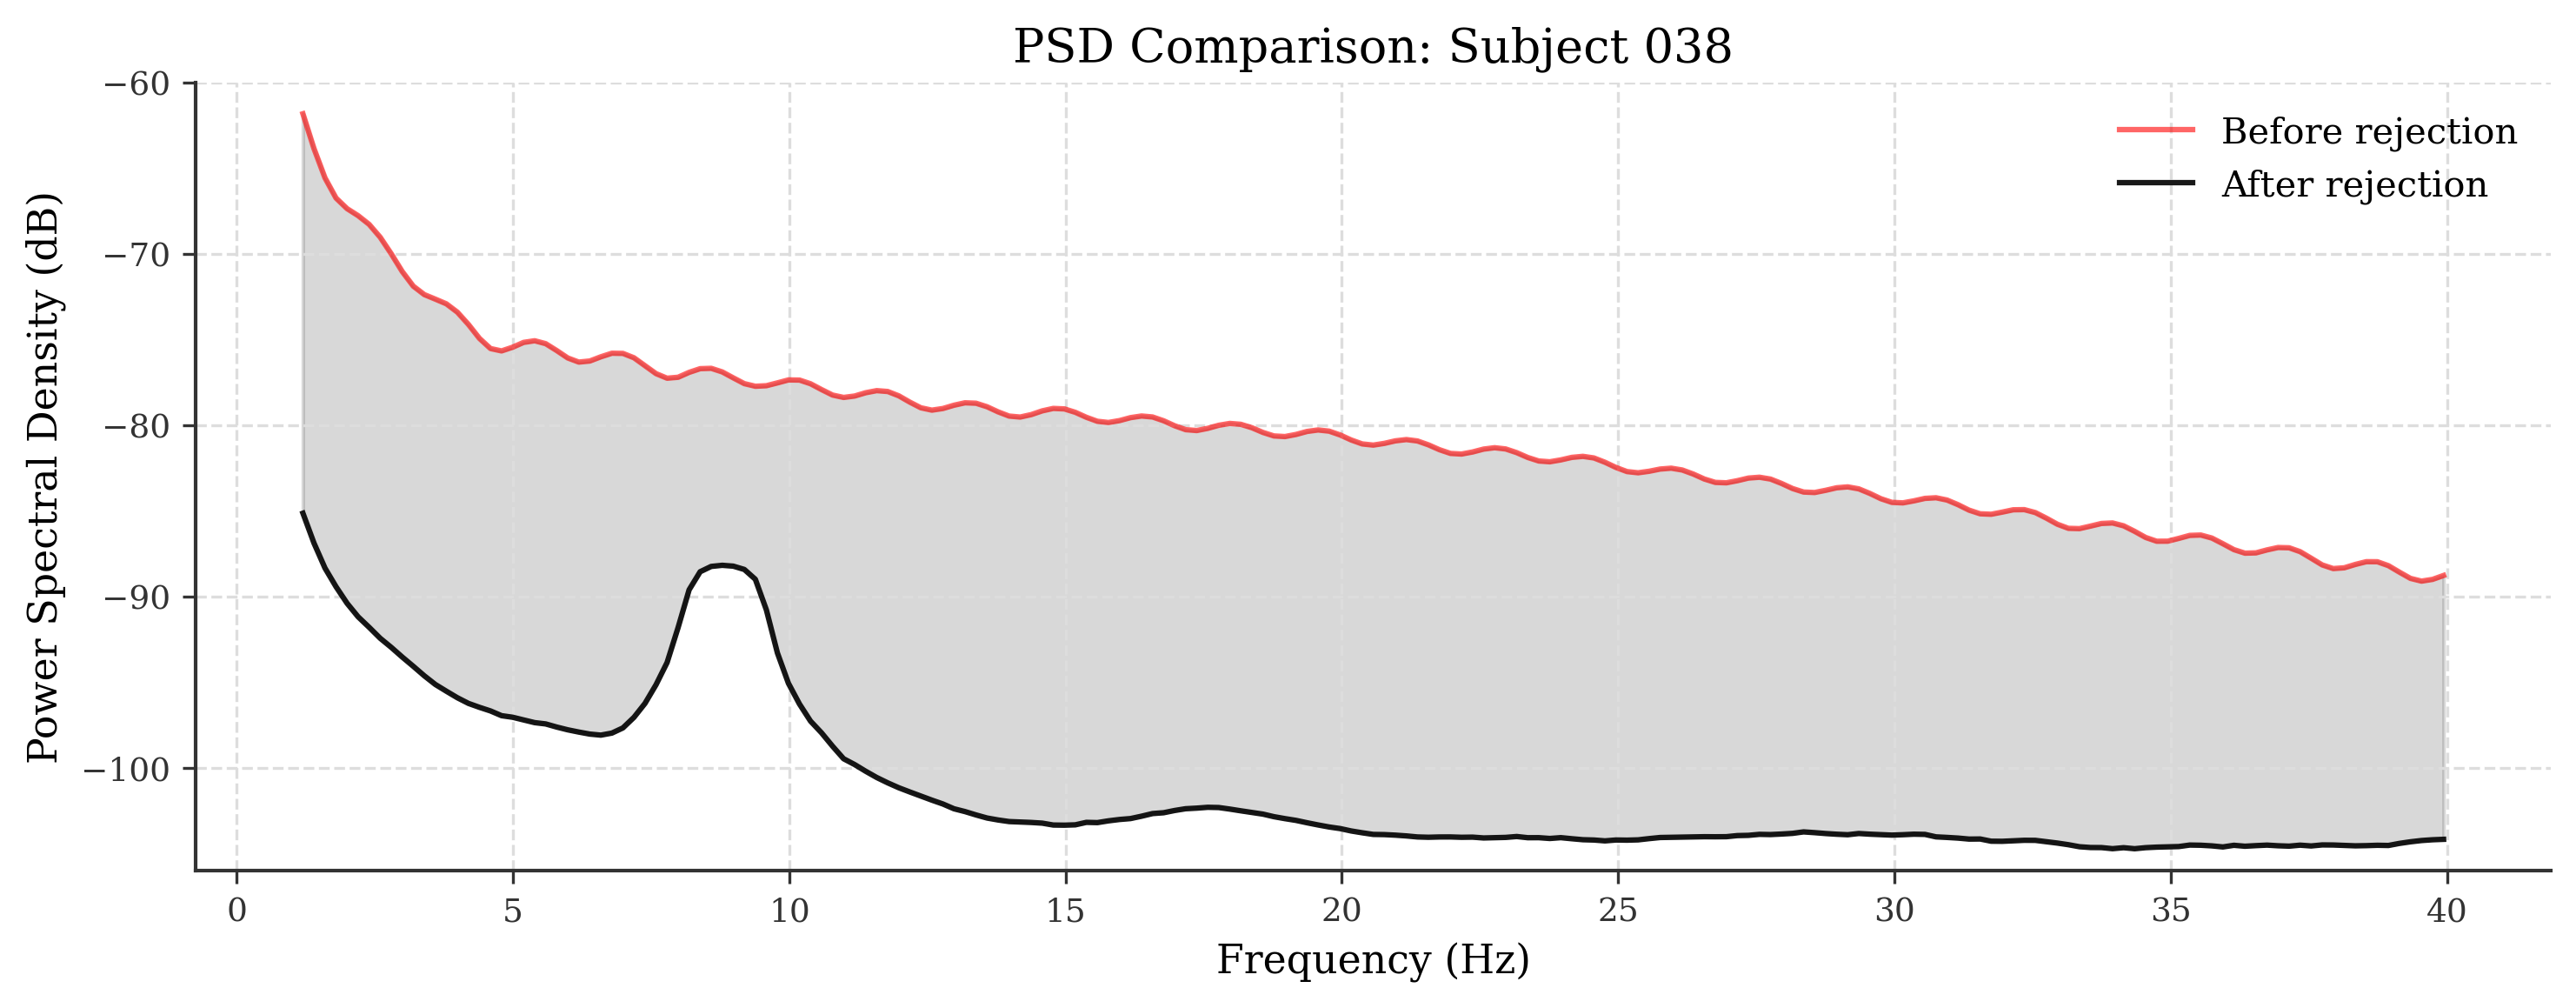 PSD Comparison: Subject 038
Before rejection
After rejection
Power Spectral Density (dB)
−60
−70
−80
−90
−100
0 5 10 15 20 25 30 35 40
Frequency (Hz)